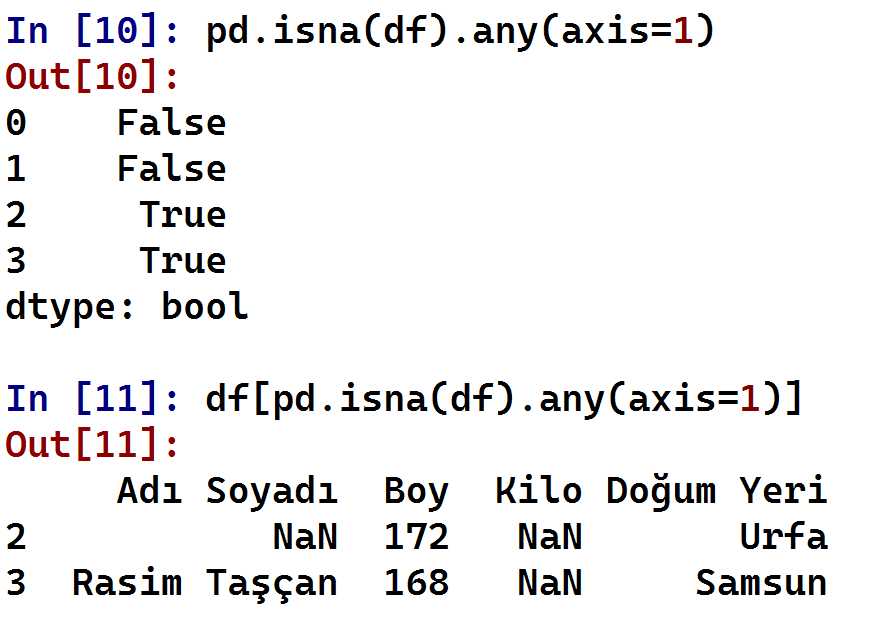 In [10]: pd.isna(df).any(axis=1)
Out[10]:
0    False
1    False
2     True
3     True
dtype: bool
In [11]: df[pd.isna(df).any(axis=1)]
Out[11]:
     Adı Soyadı  Boy  Kilo Doğum Yeri
2           NaN  172   NaN       Urfa
3  Rasim Taşçan  168   NaN     Samsun